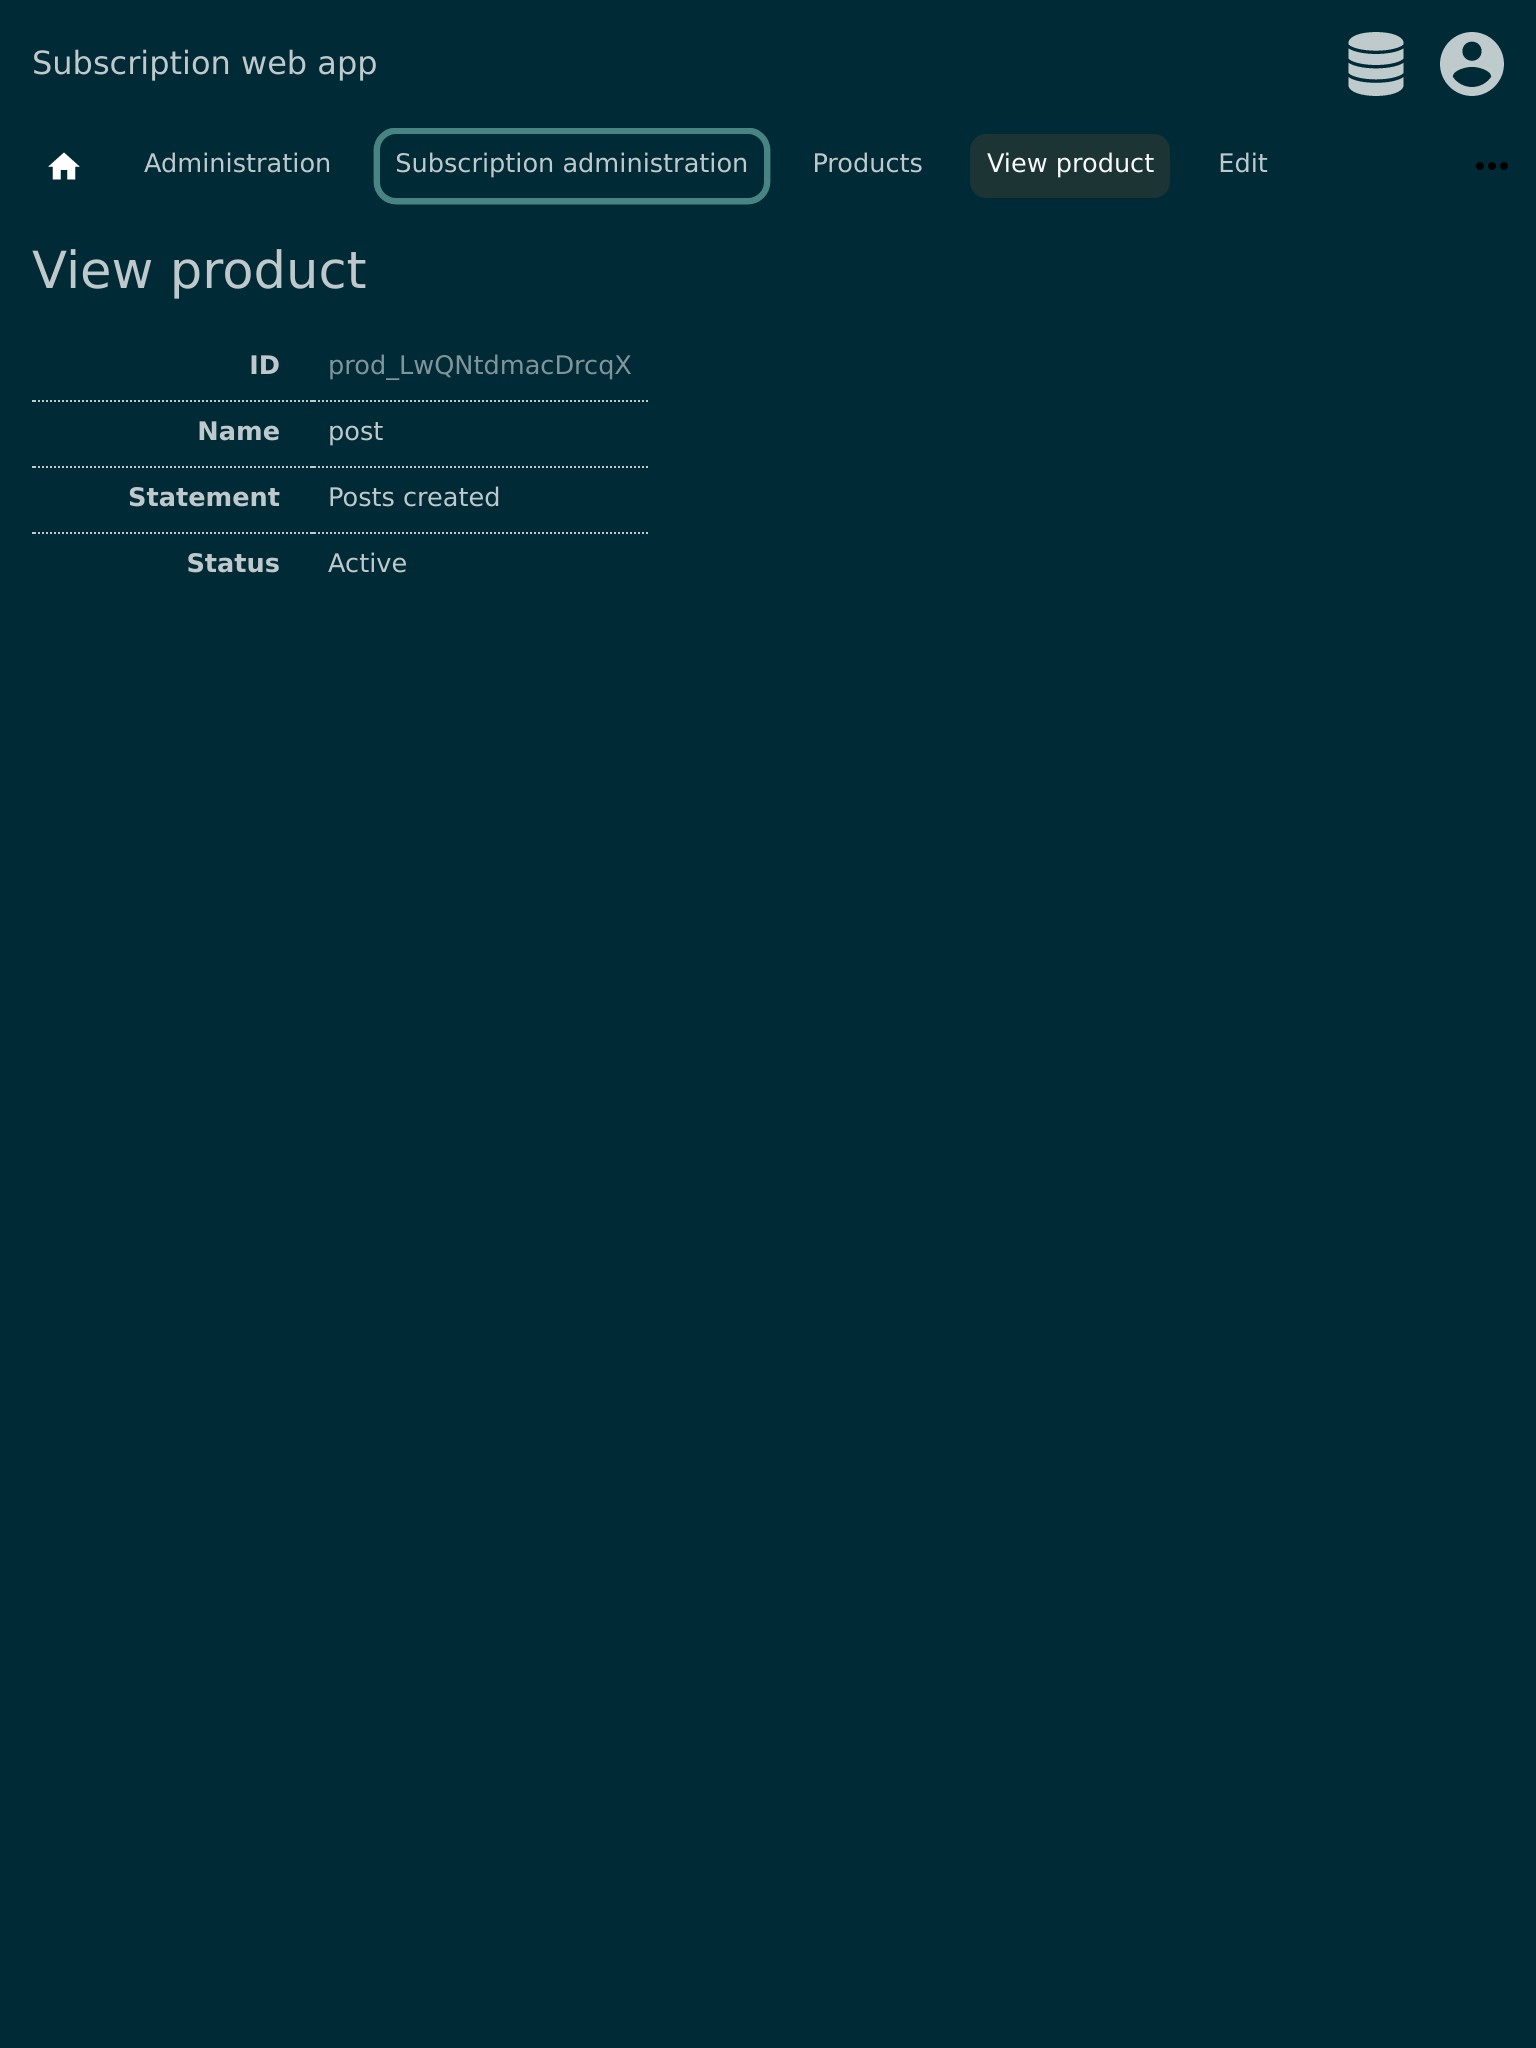 Subscription web app
Administration Subscription administration Products View product Edit
View product
ID prod_LwQNtdmacDrcqX
Name post
Statement Posts created
Status Active